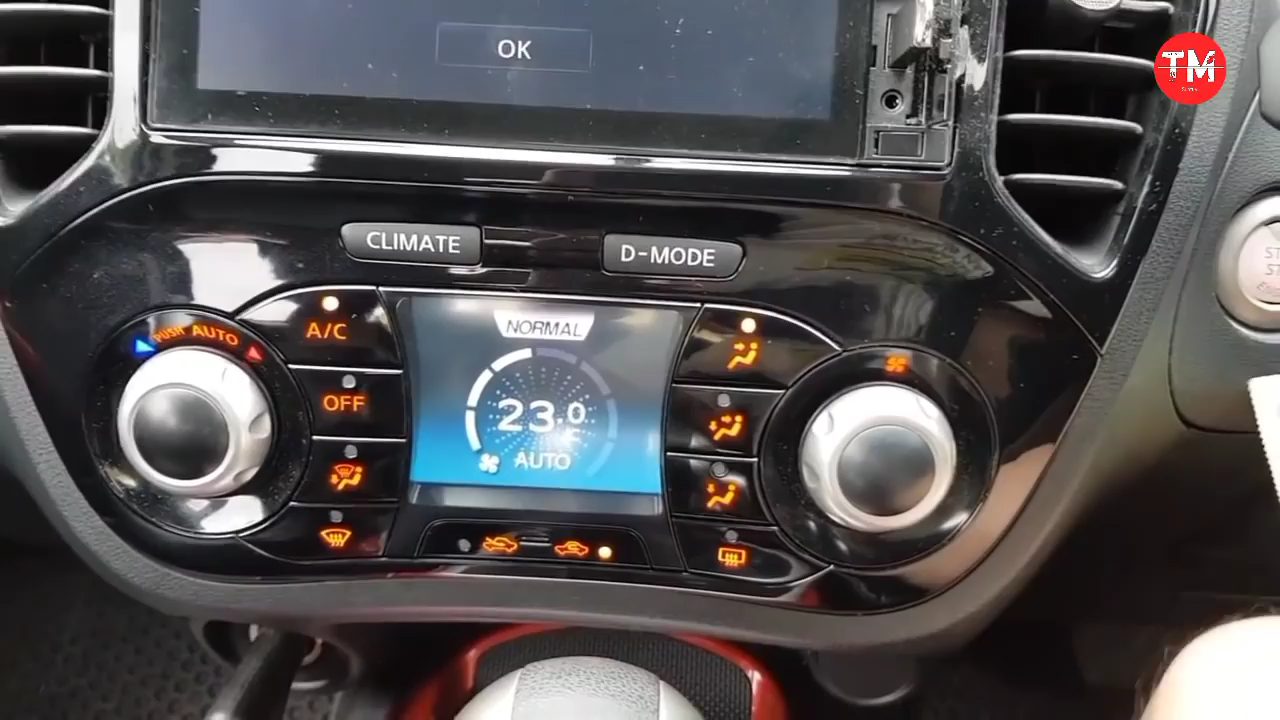 OK
TM
CLIMATE
D-MODE
PUSH AUTO
A/C
NORMAL
OFF
23.0
AUTO